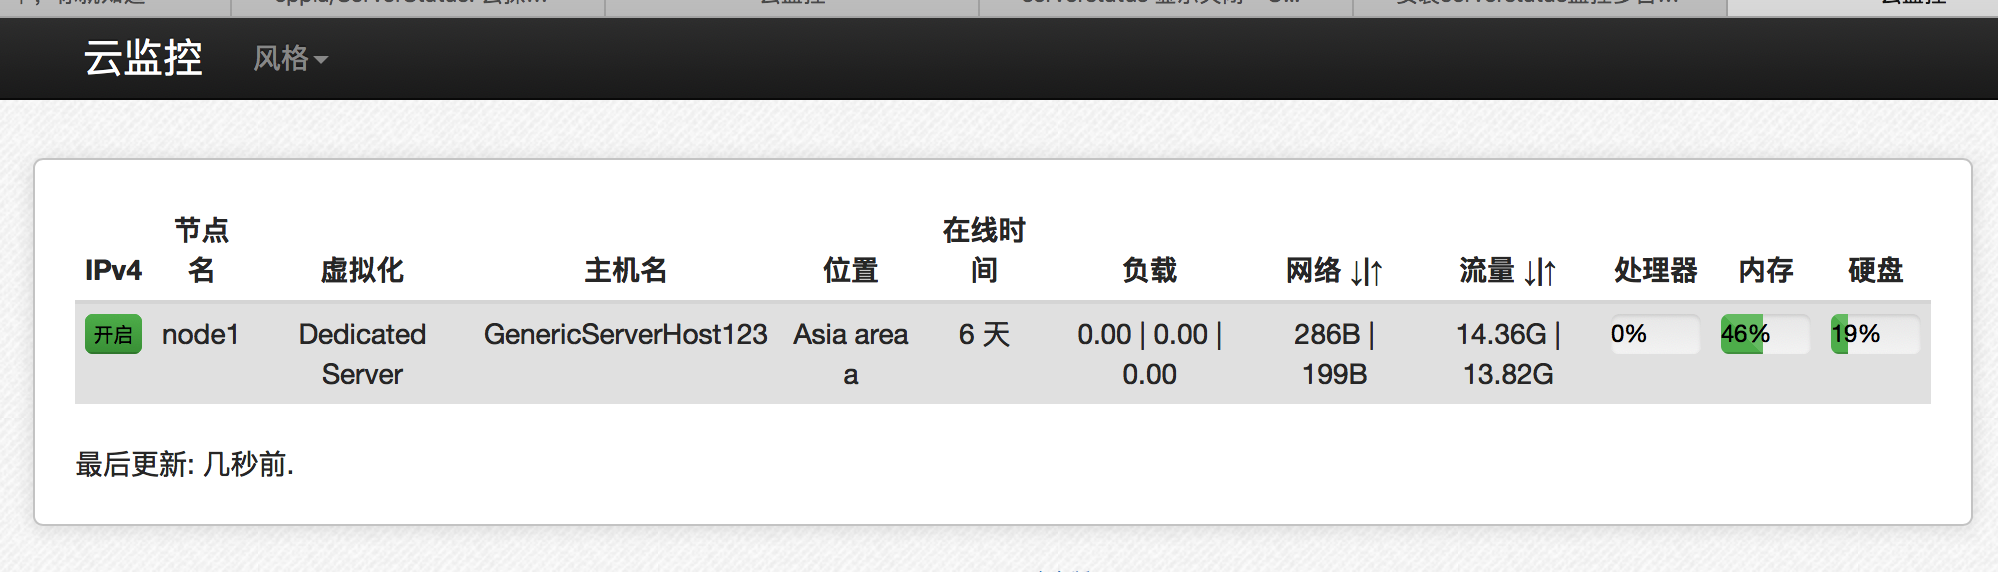 云监控 风格
IPv4 节点名 虚拟化 主机名 位置 在线时间 负载 网络 ↓|↑ 流量 ↓|↑ 处理器 内存 硬盘
开启 node1 Dedicated Server GenericServerHost123 Asia area a 6 天 0.00 | 0.00 | 0.00 286B | 199B 14.36G | 13.82G 0% 46% 19%
最后更新: 几秒前.